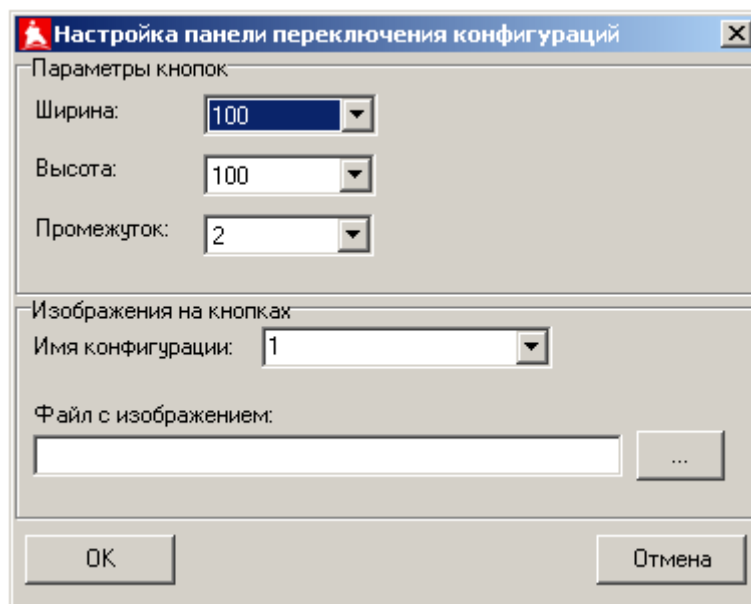 Настройка панели переключения конфигураций
Параметры кнопок
Ширина: 100
Высота: 100
Промежуток: 2
Изображения на кнопках
Имя конфигурации: 1
Файл с изображением:
...
OK Отмена